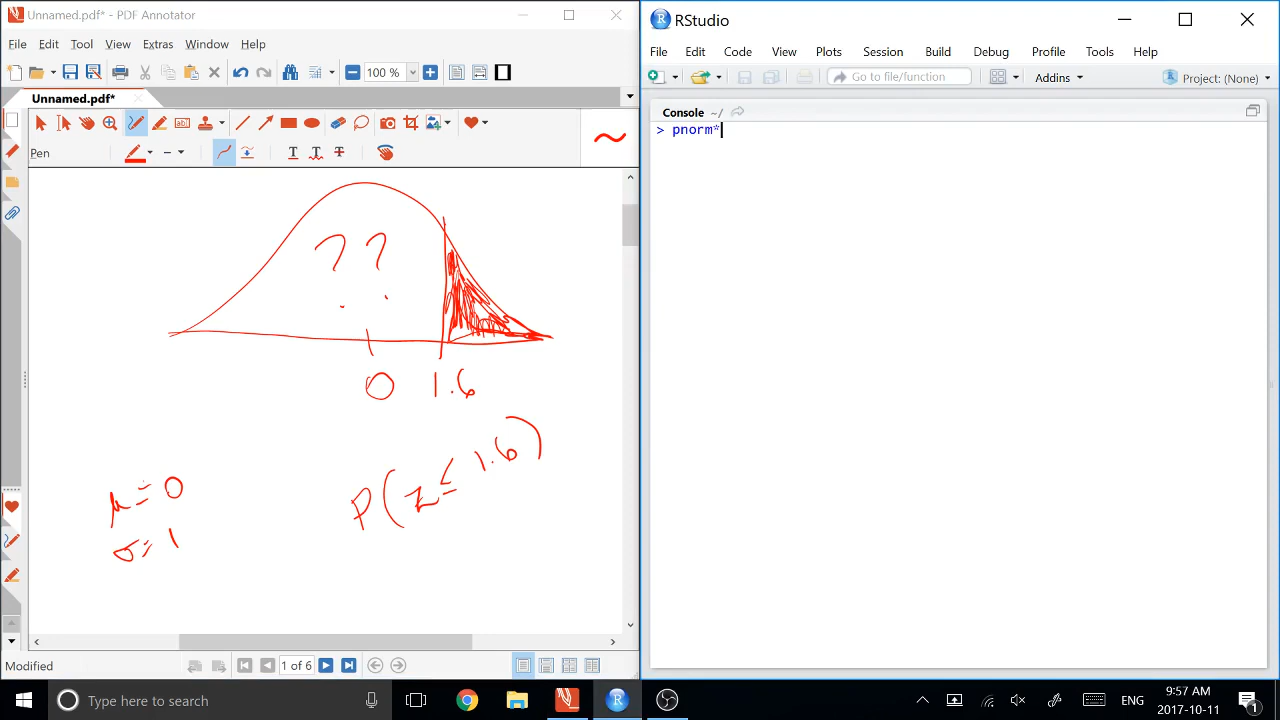 Unnamed.pdf* - PDF Annotator
File Edit Tool View Extras Window Help
100 %
Unnamed.pdf*
Pen
? ?
0 1.6
P(z ≤ 1.6)
μ = 0
σ = 1
1 of 6
Modified
RStudio
File Edit Code View Plots Session Build Debug Profile Tools Help
Go to file/function
Addins
Project: (None)
Console ~/
> pnorm*
Type here to search
ENG
9:57 AM
2017-10-11
1